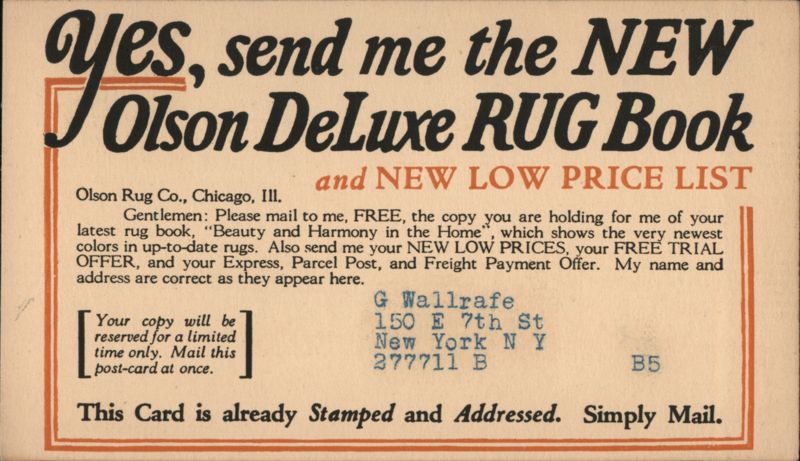 Yes, send me the NEW
Olson DeLuxe RUG Book
and NEW LOW PRICE LIST
Olson Rug Co., Chicago, Ill.
Gentlemen: Please mail to me, FREE, the copy you are holding for me of your
latest rug book, "Beauty and Harmony in the Home", which shows the very newest
colors in up-to-date rugs. Also send me your NEW LOW PRICES, your FREE TRIAL
OFFER, and your Express, Parcel Post, and Freight Payment Offer. My name and
address are correct as they appear here.
G Wallrafe
150 E 7th St
New York N Y
277711 B B5
Your copy will be
reserved for a limited
time only. Mail this
post-card at once.
This Card is already Stamped and Addressed. Simply Mail.